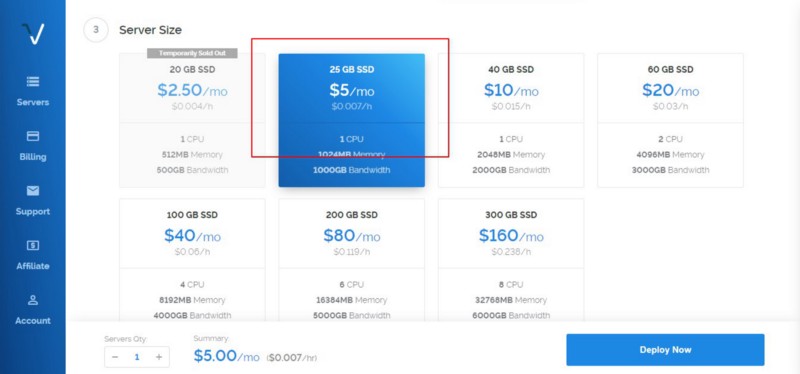 3 Server Size
Temporarily Sold Out
20 GB SSD
$2.50/mo
$0.004/h
1 CPU
512MB Memory
500GB Bandwidth
25 GB SSD
$5/mo
$0.007/h
1 CPU
1024MB Memory
1000GB Bandwidth
40 GB SSD
$10/mo
$0.015/h
1 CPU
2048MB Memory
2000GB Bandwidth
60 GB SSD
$20/mo
$0.03/h
2 CPU
4096MB Memory
3000GB Bandwidth
100 GB SSD
$40/mo
$0.06/h
4 CPU
8192MB Memory
4000GB Bandwidth
200 GB SSD
$80/mo
$0.119/h
6 CPU
16384MB Memory
5000GB Bandwidth
300 GB SSD
$160/mo
$0.238/h
8 CPU
32768MB Memory
6000GB Bandwidth
Servers
Billing
Support
Affiliate
Account
Servers Qty:
− 1 +
Summary:
$5.00/mo ($0.007/hr)
Deploy Now